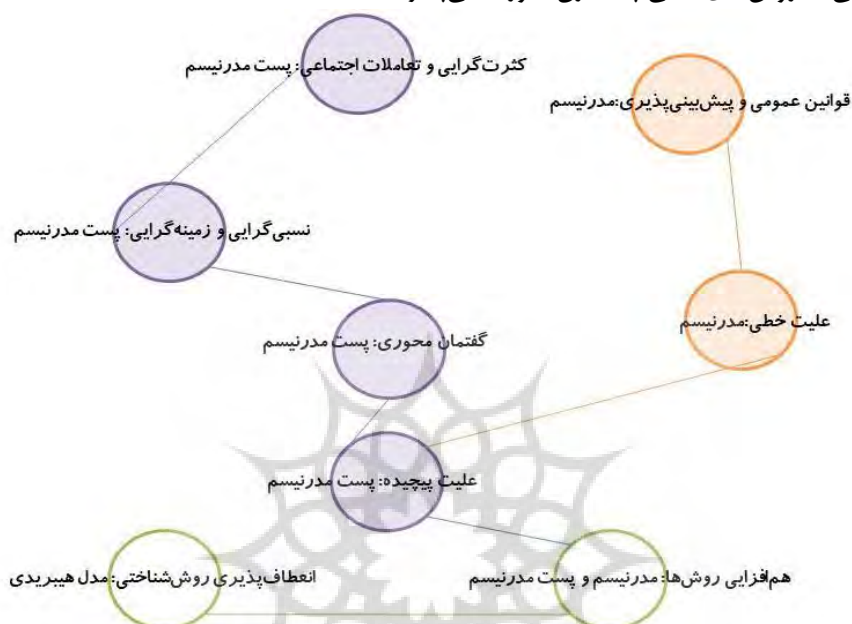 کثرت‌گرایی و تعاملات اجتماعی: پست مدرنیسم
قوانین عمومی و پیش‌بینی‌پذیری:مدرنیسم
نسبی‌گرایی و زمینه‌گرایی: پست مدرنیسم
علیت خطی:مدرنیسم
گفتمان محوری: پست مدرنیسم
علیت پیچیده: پست مدرنیسم
هم‌افزایی روش‌ها: مدرنیسم و پست مدرنیسم
انعطاف‌پذیری روش‌شناختی: مدل هیبریدی